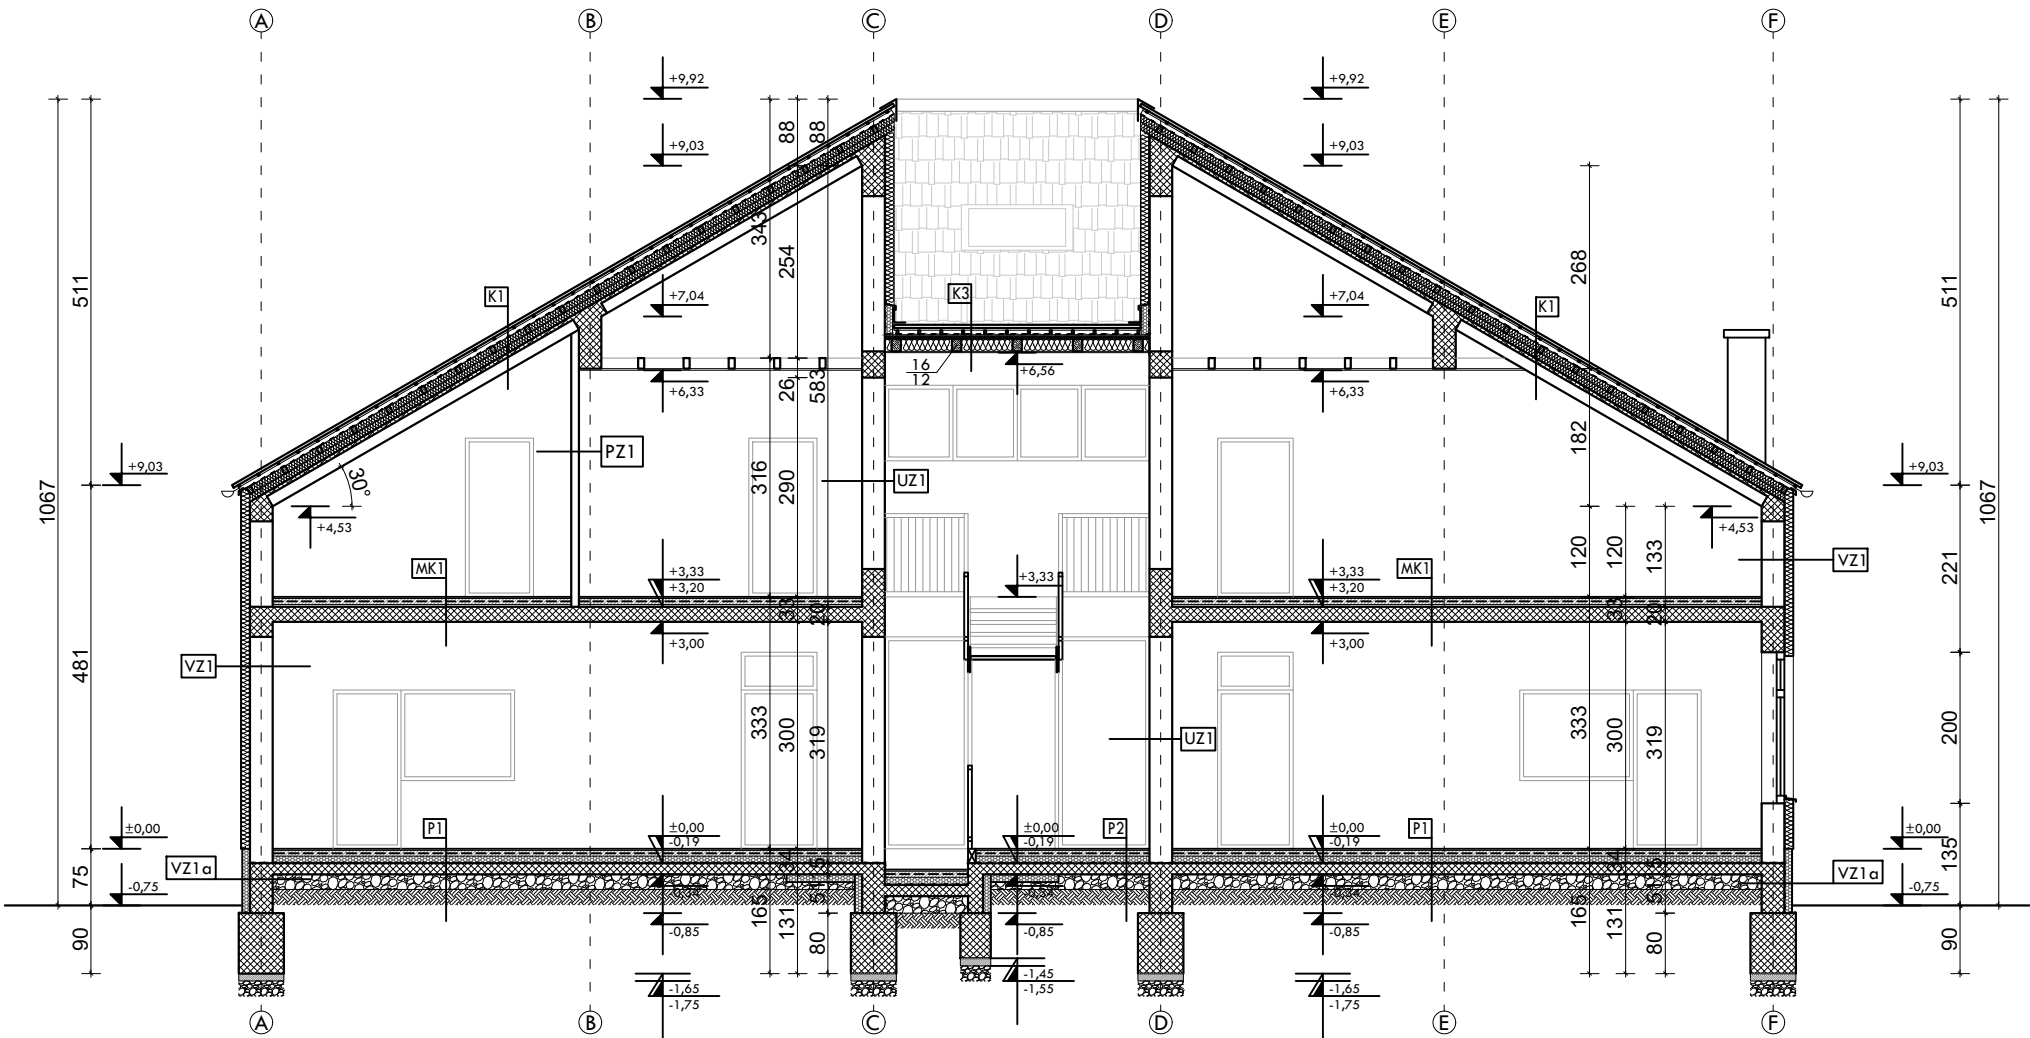 A B C D E F
+9,92 +9,92
+9,03 88 88 +9,03
343 254 268
511 K1 +7,04 K3 +7,04 K1 511
16
12
+6,56
+6,33 26 583 +6,33
182
+9,03 PZ1 316 290 UZ1 +9,03
30°
1067 +4,53 +4,53 1067
MK1 +3,33 +3,33 +3,33 MK1 120 120 133 VZ1 221
+3,20 33 20 +3,20 33 20
+3,00 +3,00
481 VZ1
333 300 319 UZ1 333 300 319 200
P1 ±0,00 ±0,00 P2 ±0,00 P1
±0,00 -0,19 -0,19 -0,19 ±0,00
75 VZ1a VZ1a 135
-0,75 -0,75
90 165 131 80 -0,85 -0,85 -0,85 165 131 80 90
-1,45
-1,55
-1,65 -1,65
-1,75 -1,75
A B C D E F